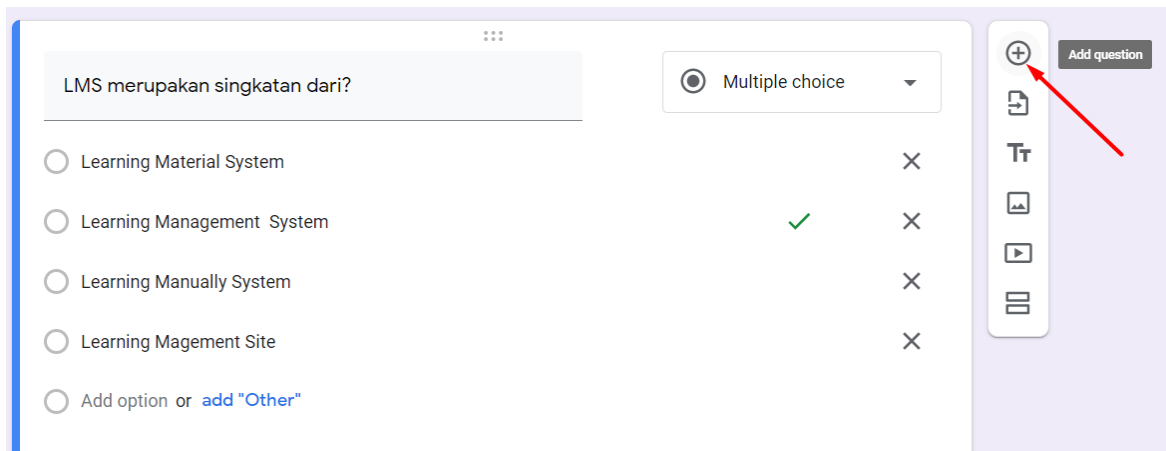 LMS merupakan singkatan dari?
Multiple choice
Add question
Learning Material System
Learning Management  System
Learning Manually System
Learning Magement Site
Add option or add "Other"
Tт